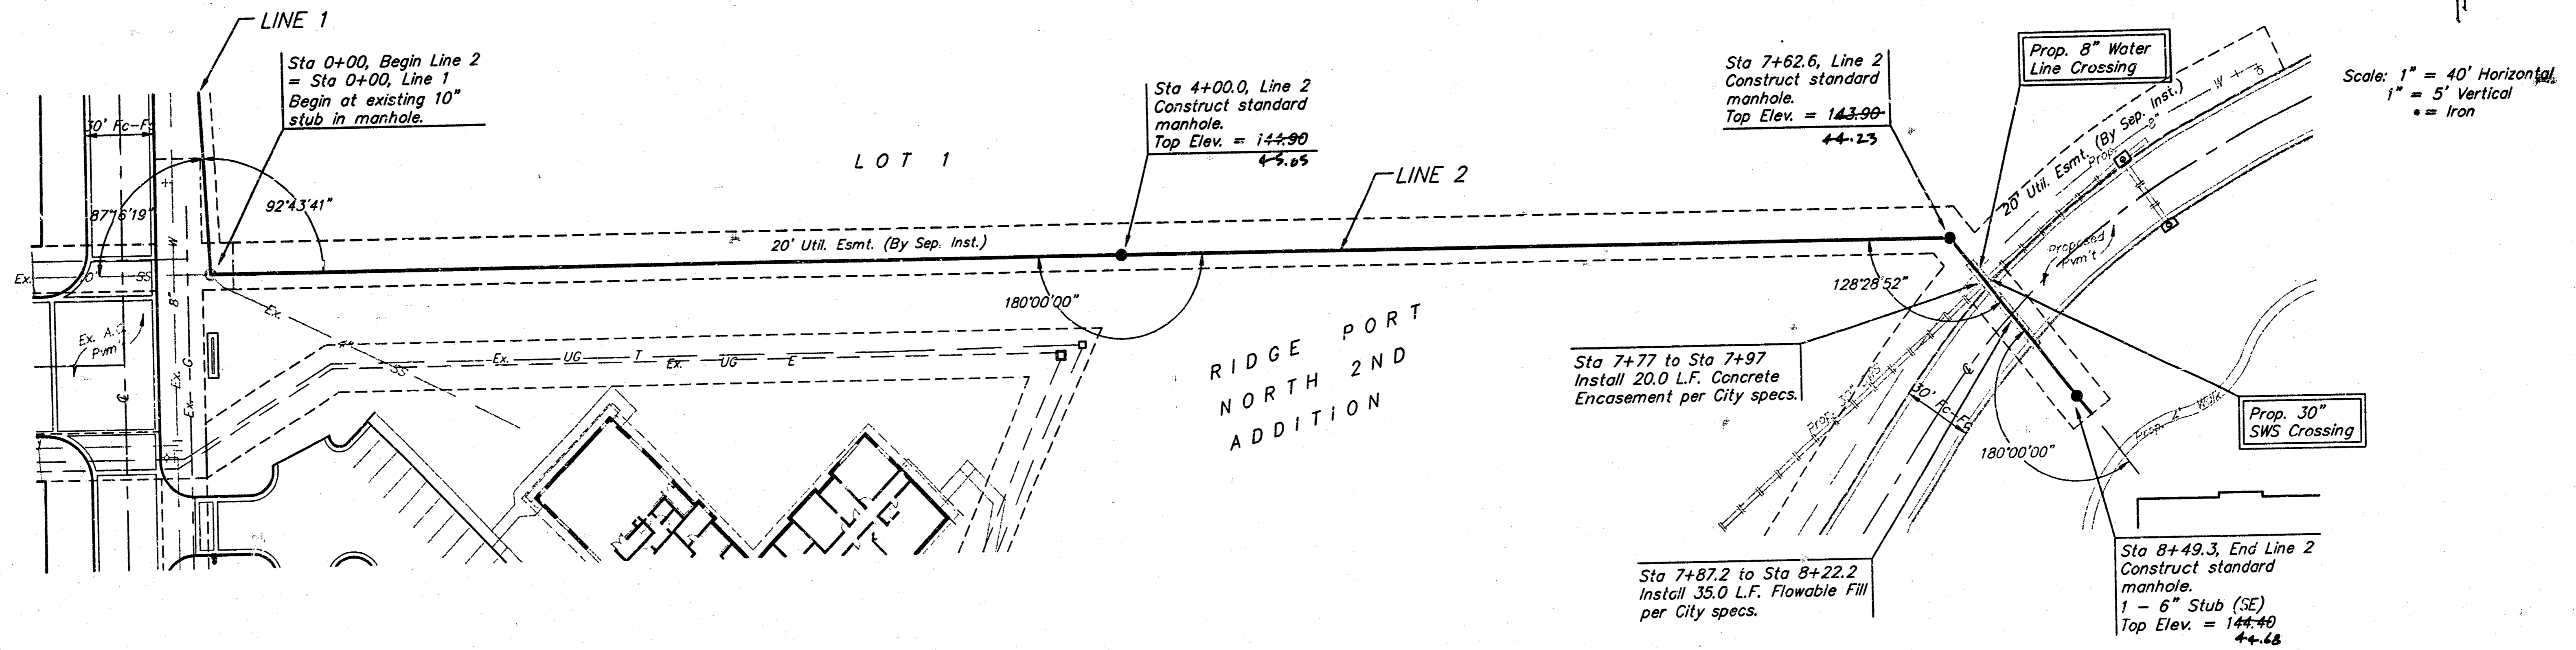 LINE 1
Sta 0+00, Begin Line 2
= Sta 0+00, Line 1
Begin at existing 10"
stub in manhole.
30' Fc-Fs
87°16'19"
92°43'41"
LOT 1
Sta 4+00.0, Line 2
Construct standard
manhole.
Top Elev. = 144.90
45.05
LINE 2
Sta 7+62.6, Line 2
Construct standard
manhole.
Top Elev. = 143.90
44.23
Prop. 8" Water
Line Crossing
Scale: 1" = 40' Horizontal
1" = 5' Vertical
• = Iron
20' Util. Esmt. (By Sep. Inst.)
W
8"
Prop.
Proposed
Pvm't
20' Util. Esmt. (By Sep. Inst.)
180°00'00"
128°28'52"
Ex.
SS
W
8"
Ex.
G
Ex.
Ex. A.C.
Pvm't
℄
Ex.
SS
Ex. UG T
Ex. UG E
RIDGE PORT
NORTH 2ND
ADDITION
Sta 7+77 to Sta 7+97
Install 20.0 L.F. Concrete
Encasement per City specs.
SWS
Prop.
℄
30' Fc-Fs
180°00'00"
Prop. 4' Walk
Prop. 30"
SWS Crossing
Sta 7+87.2 to Sta 8+22.2
Install 35.0 L.F. Flowable Fill
per City specs.
Sta 8+49.3, End Line 2
Construct standard
manhole.
1 - 6" Stub (SE)
Top Elev. = 144.40
44.68